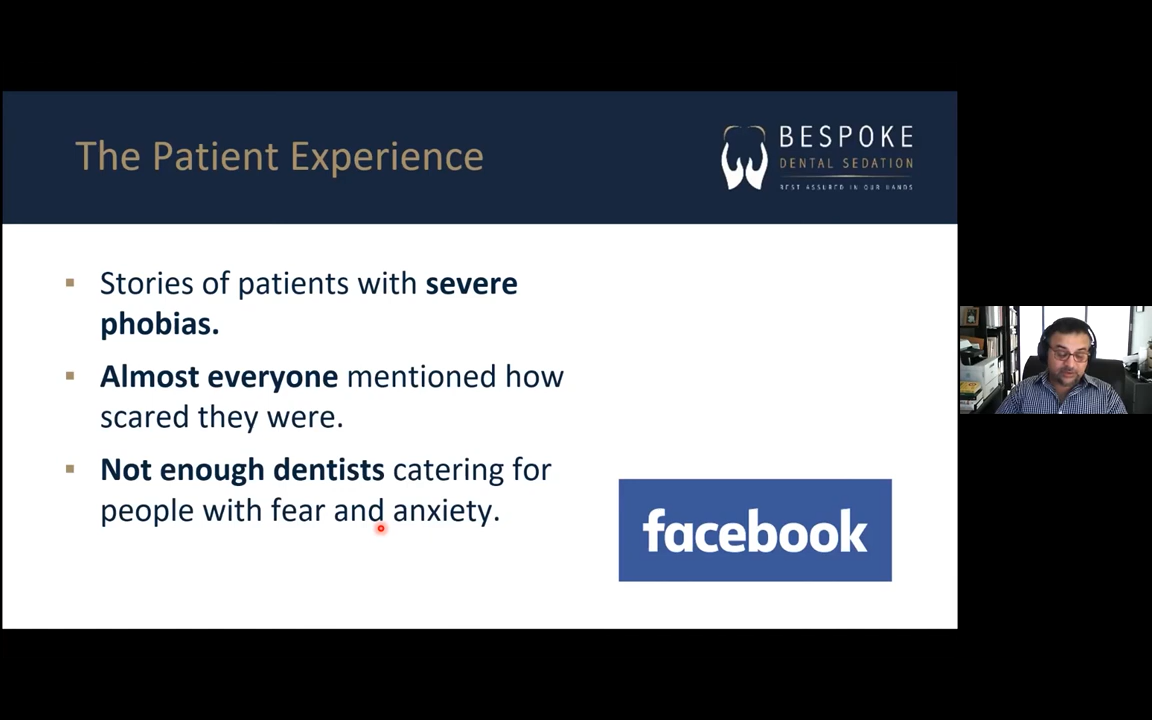 The Patient Experience
BESPOKE
DENTAL SEDATION
REST ASSURED IN OUR HANDS
Stories of patients with severe
phobias.
Almost everyone mentioned how
scared they were.
Not enough dentists catering for
people with fear and anxiety.
facebook